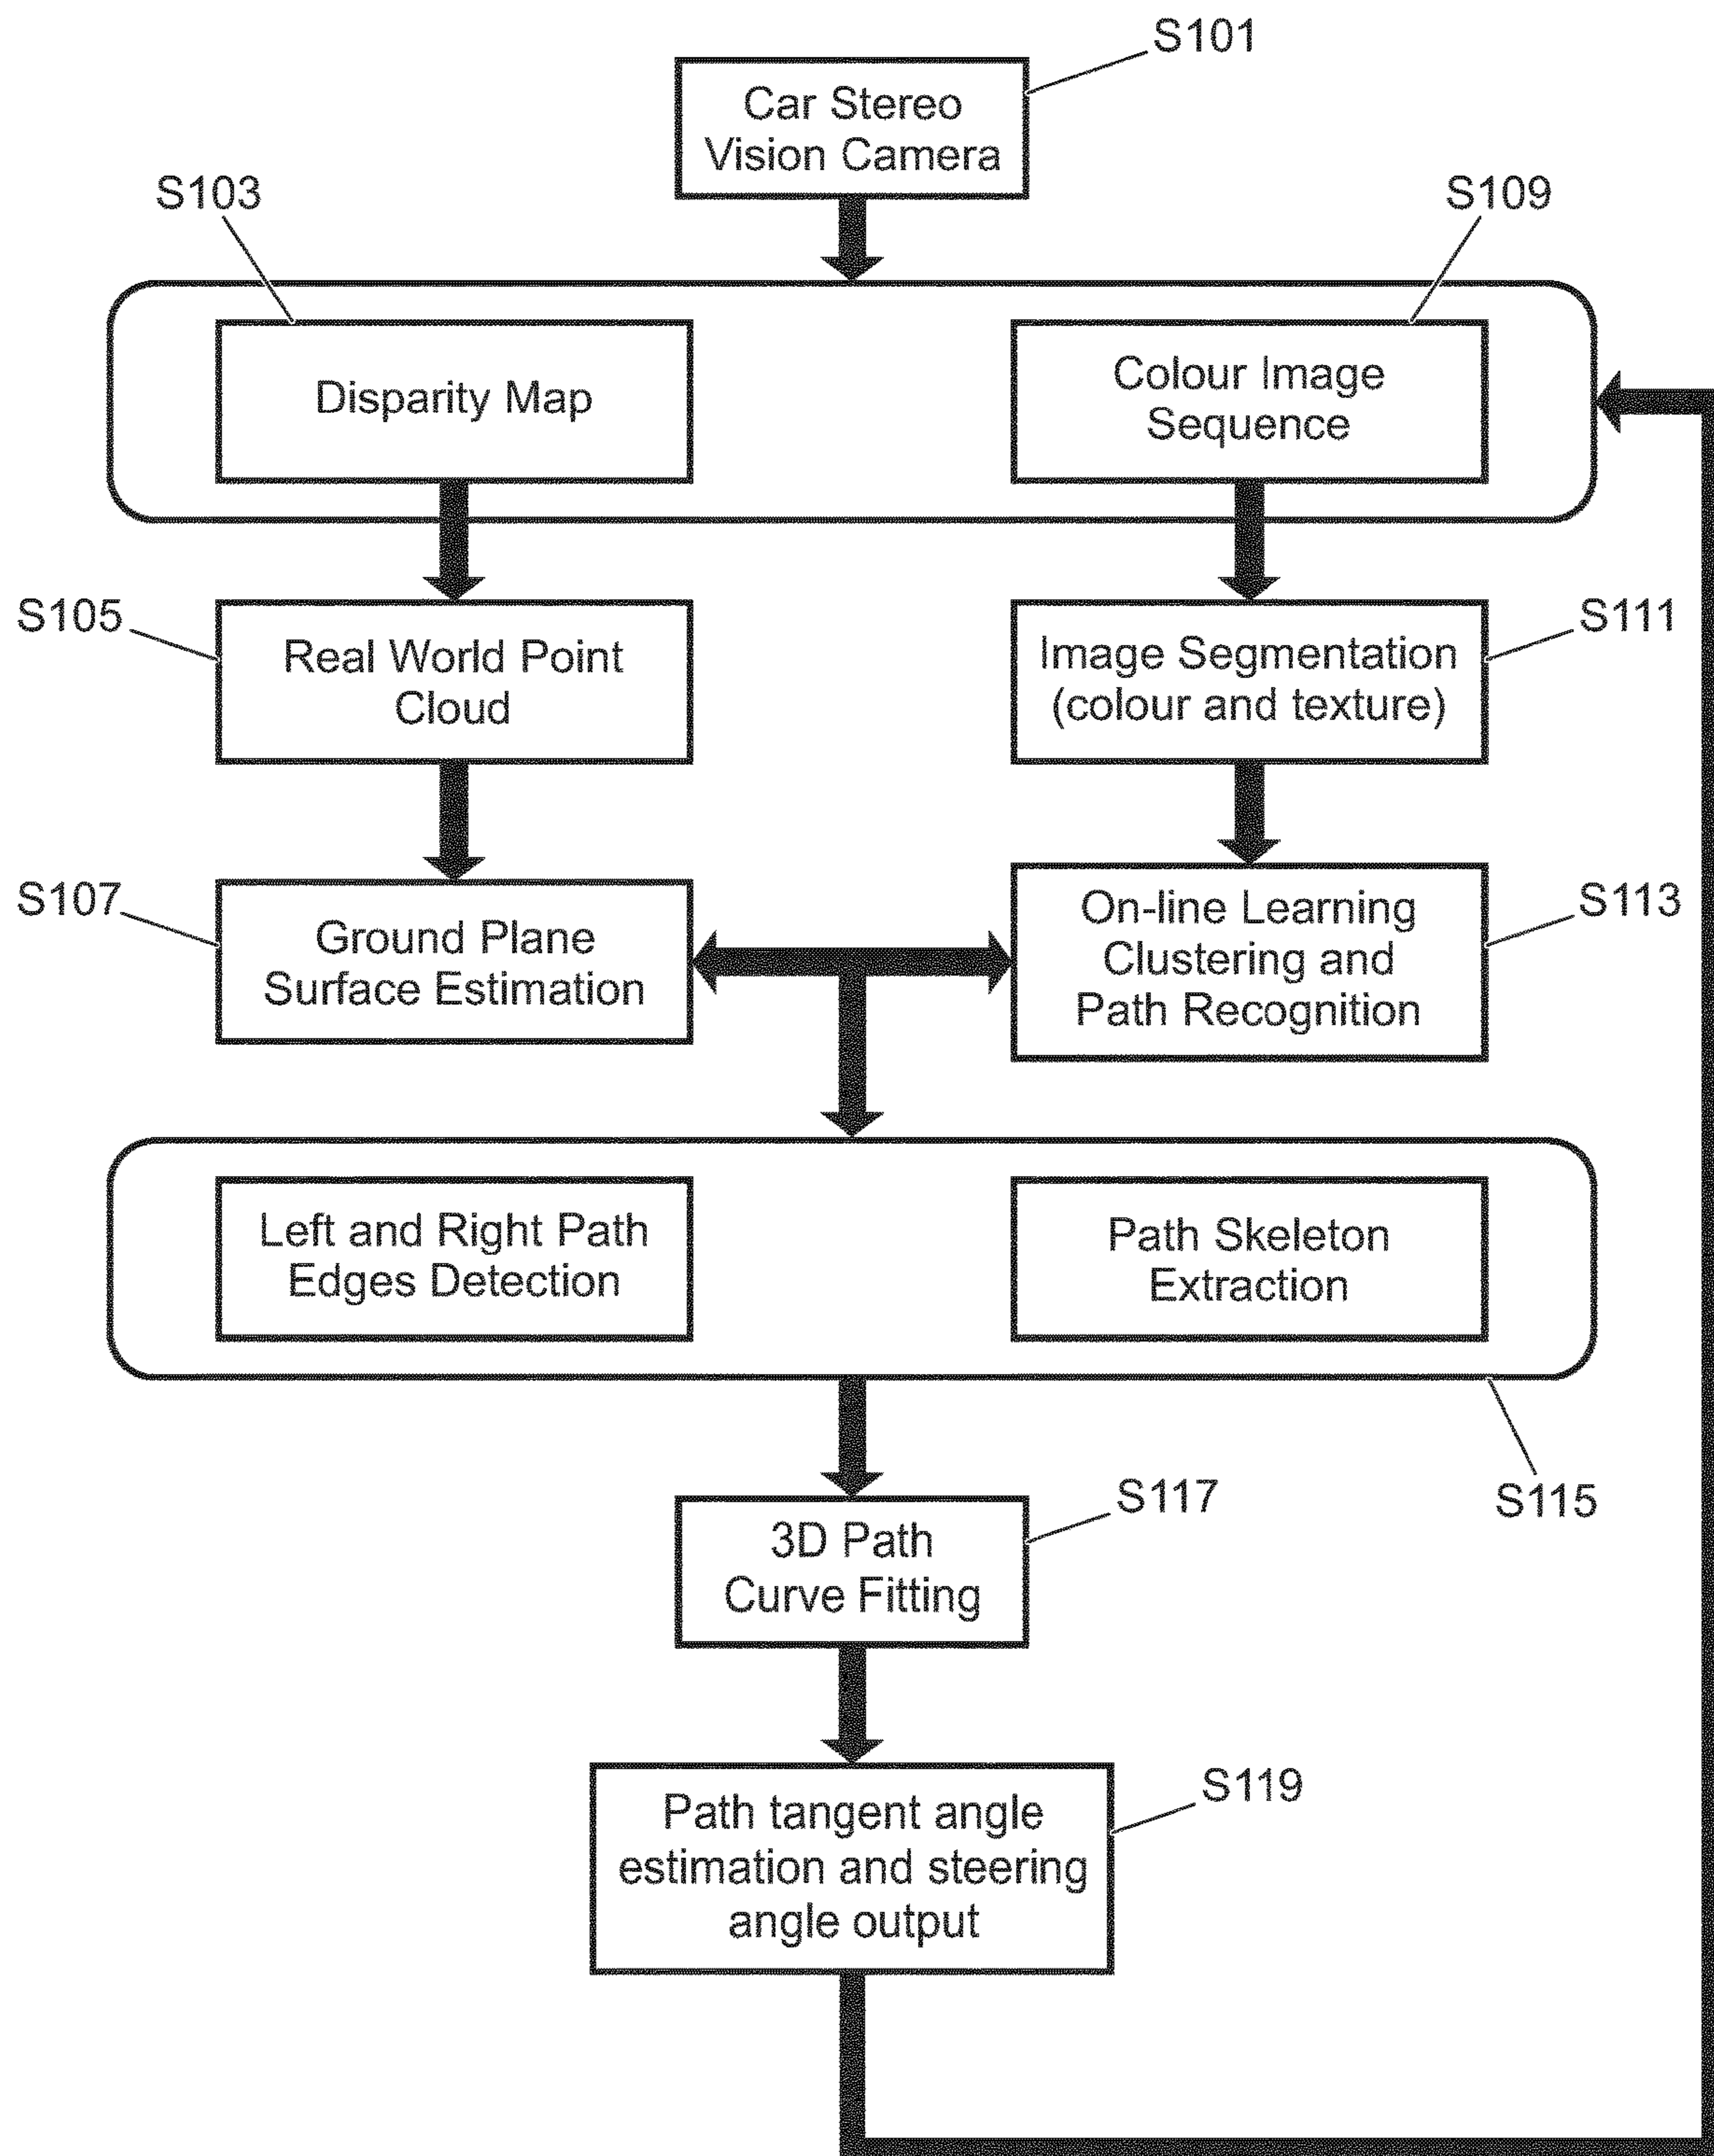 S101
Car Stereo
Vision Camera
S103
S109
Disparity Map
Colour Image
Sequence
S105
Real World Point
Cloud
S111
Image Segmentation
(colour and texture)
S107
Ground Plane
Surface Estimation
S113
On-line Learning
Clustering and
Path Recognition
Left and Right Path
Edges Detection
Path Skeleton
Extraction
S115
S117
3D Path
Curve Fitting
S119
Path tangent angle
estimation and steering
angle output